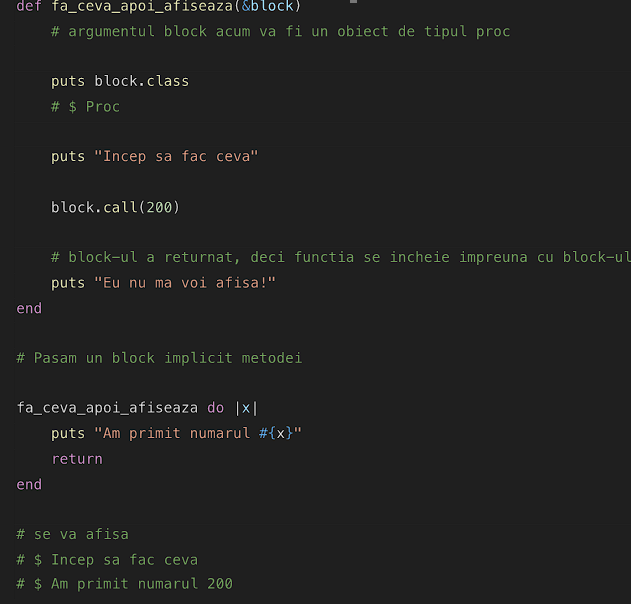 def fa_ceva_apoi_afiseaza(&block)
    # argumentul block acum va fi un obiect de tipul proc

    puts block.class
    # $ Proc

    puts "Incep sa fac ceva"

    block.call(200)

    # block-ul a returnat, deci functia se incheie impreuna cu block-ul
    puts "Eu nu ma voi afisa!"
end

# Pasam un block implicit metodei

fa_ceva_apoi_afiseaza do |x|
    puts "Am primit numarul #{x}"
    return
end

# se va afisa
# $ Incep sa fac ceva
# $ Am primit numarul 200